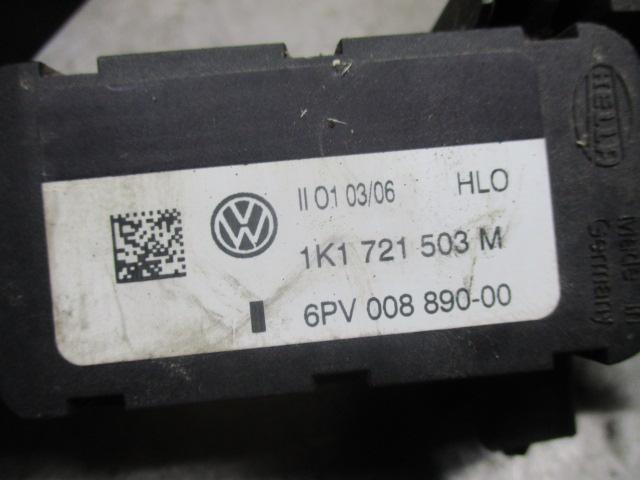 II 01 03/06 HLO
1K1 721 503 M
6PV 008 890-00
HELLA
Made in
Germany